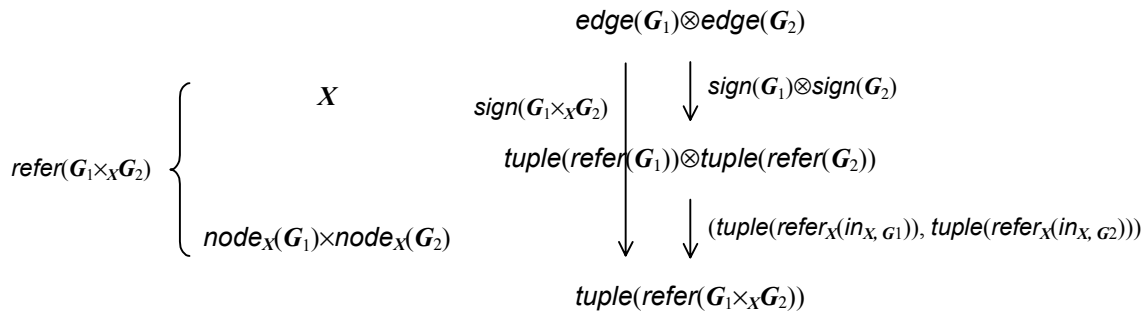 edge(G₁)⊗edge(G₂)
X
sign(G₁×ₓG₂)
sign(G₁)⊗sign(G₂)
refer(G₁×ₓG₂)
tuple(refer(G₁))⊗tuple(refer(G₂))
nodeₓ(G₁)×nodeₓ(G₂)
(tuple(referₓ(inₓ, G₁)), tuple(referₓ(inₓ, G₂)))
tuple(refer(G₁×ₓG₂))